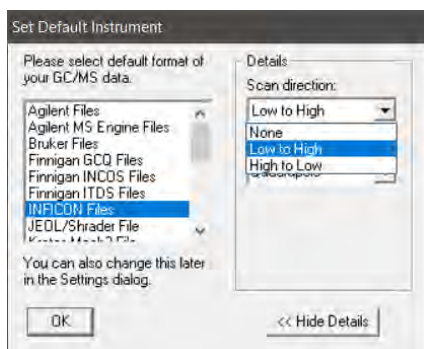 Set Default Instrument
Please select default format of
your GC/MS data.
Agilent Files
Agilent MS Engine Files
Bruker Files
Finnigan GCQ Files
Finnigan INCOS Files
Finnigan ITDS Files
INFICON Files
JEOL/Shrader File
You can also change this later
in the Settings dialog.
OK
Details
Scan direction:
Low to High
None
Low to High
High to Low
<< Hide Details